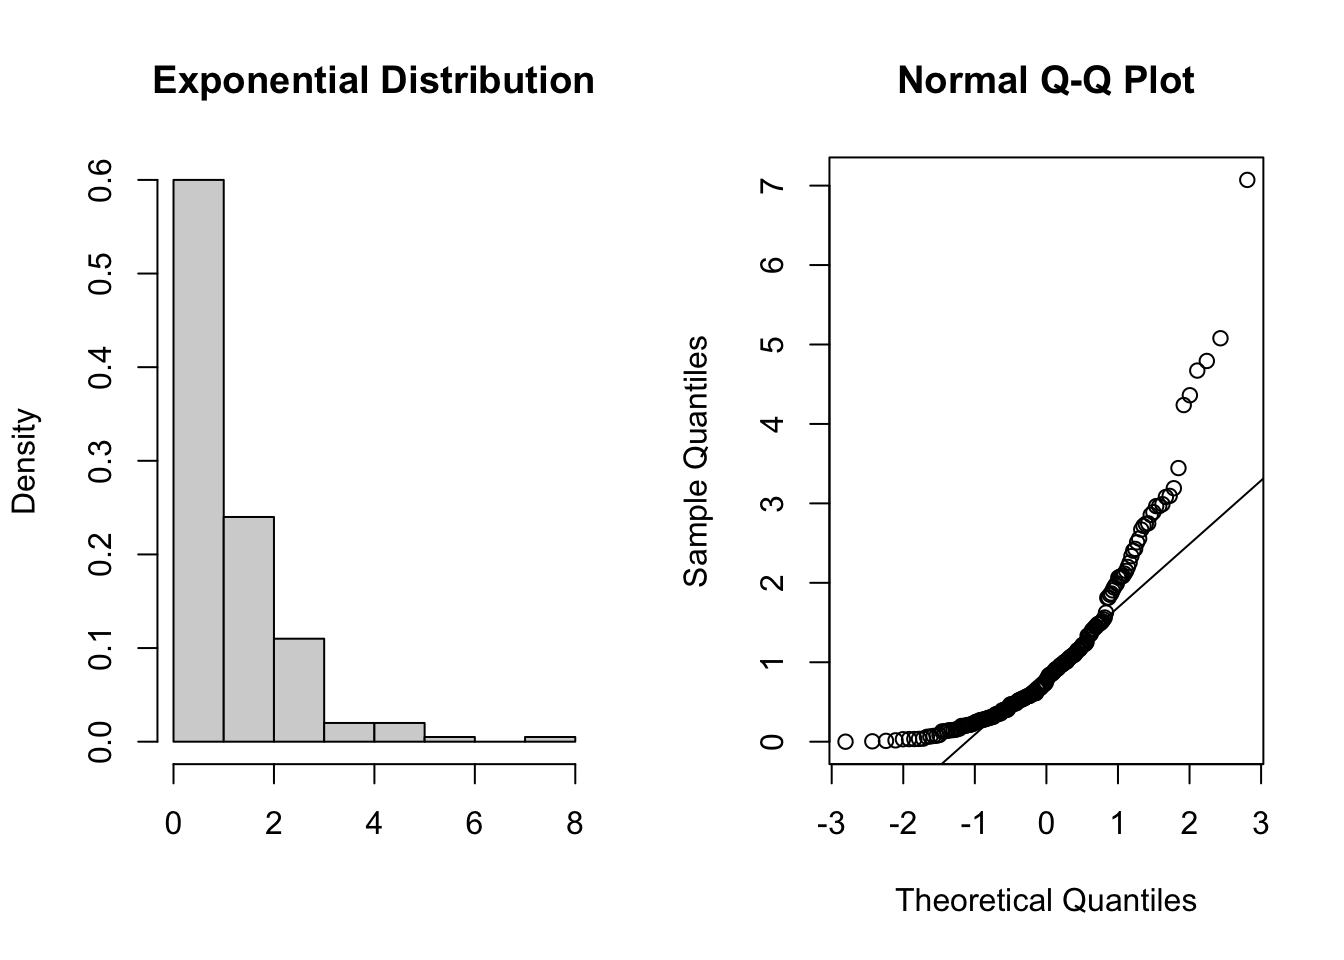 Exponential Distribution
Density
0.0 0.1 0.2 0.3 0.4 0.5 0.6
0 2 4 6 8
Normal Q-Q Plot
Sample Quantiles
0 1 2 3 4 5 6 7
-3 -2 -1 0 1 2 3
Theoretical Quantiles